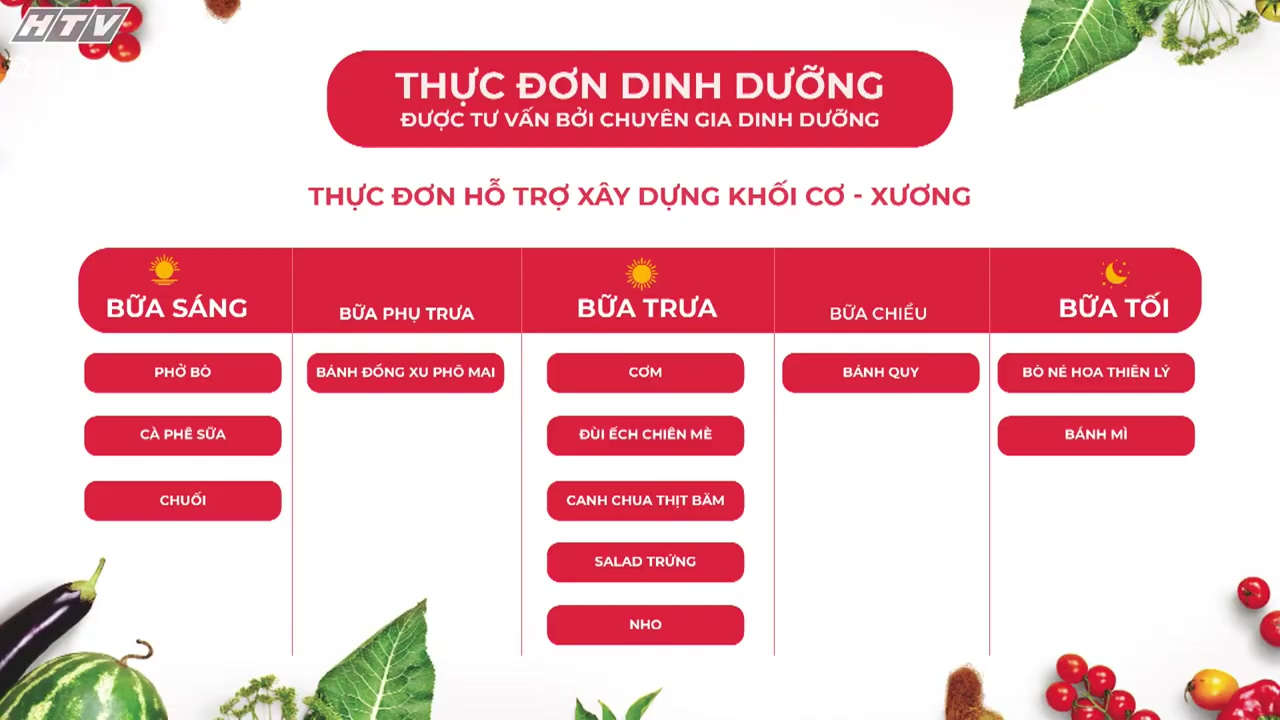 HTV
THỰC ĐƠN DINH DƯỠNG
ĐƯỢC TƯ VẤN BỞI CHUYÊN GIA DINH DƯỠNG
THỰC ĐƠN HỖ TRỢ XÂY DỰNG KHỐI CƠ - XƯƠNG
BỮA SÁNG
PHỞ BÒ
CÀ PHÊ SỮA
CHUỐI
BỮA PHỤ TRƯA
BÁNH ĐỒNG XU PHÔ MAI
BỮA TRƯA
CƠM
ĐÙI ẾCH CHIÊN MÈ
CANH CHUA THỊT BĂM
SALAD TRỨNG
NHO
BỮA CHIỀU
BÁNH QUY
BỮA TỐI
BÒ NÉ HOA THIÊN LÝ
BÁNH MÌ